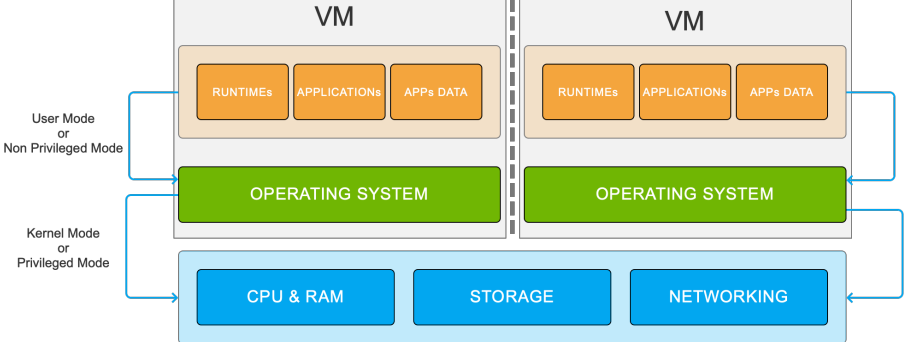 VM
VM
RUNTIMEs
APPLICATIONs
APPs DATA
RUNTIMEs
APPLICATIONs
APPs DATA
User Mode
or
Non Privileged Mode
OPERATING SYSTEM
OPERATING SYSTEM
Kernel Mode
or
Privileged Mode
CPU & RAM
STORAGE
NETWORKING